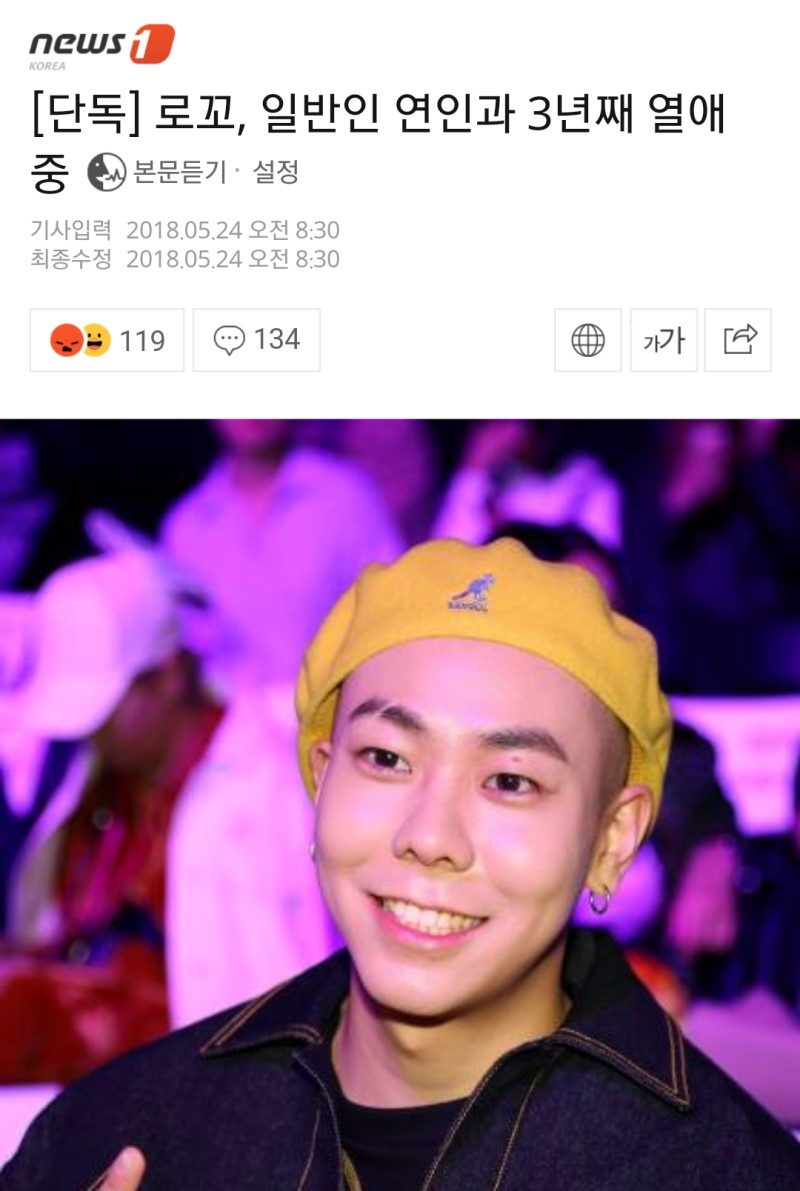 news1
KOREA
[단독] 로꼬, 일반인 연인과 3년째 열애
중 본문듣기 · 설정
기사입력 2018.05.24 오전 8:30
최종수정 2018.05.24 오전 8:30
119 134 가가
KANGOL